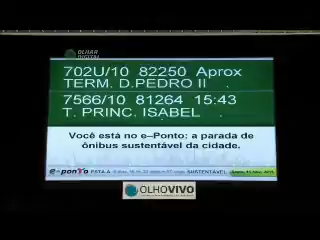 OLHAR
DIGITAL
702U/10 82250 Aprox
TERM. D.PEDRO II .
7566/10 81264 15:43
T. PRINC. ISABEL .
Você está no e–Ponto: a parada de
ônibus sustentável da cidade.
e-ponto ESTÁ A SUSTENTÁVEL
OLHOVIVO